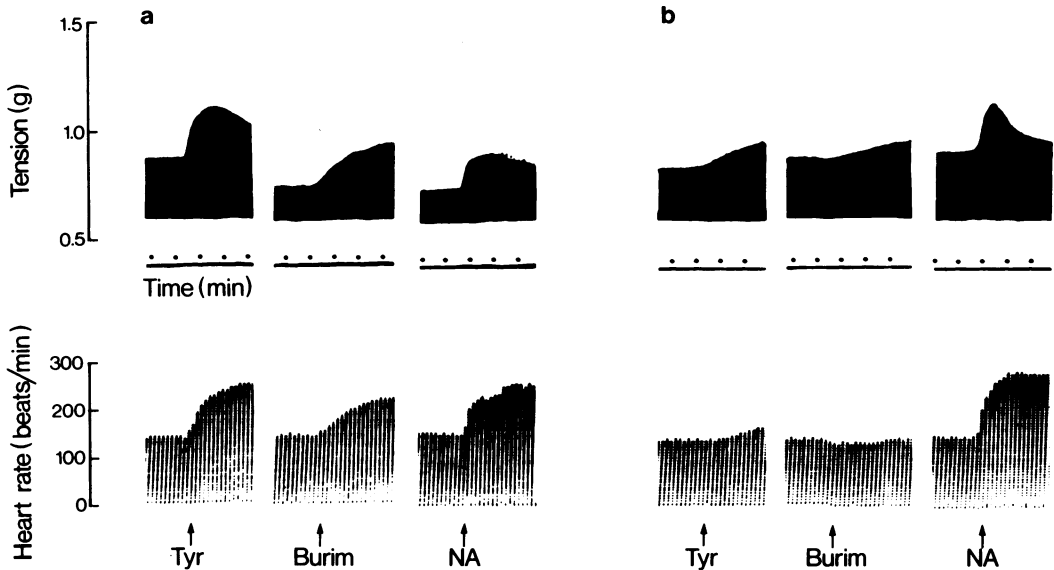 a
b
Tension (g)
1.5
1.0
0.5
Time (min)
Heart rate (beats/min)
300
200
100
0
Tyr
Burim
NA
Tyr
Burim
NA